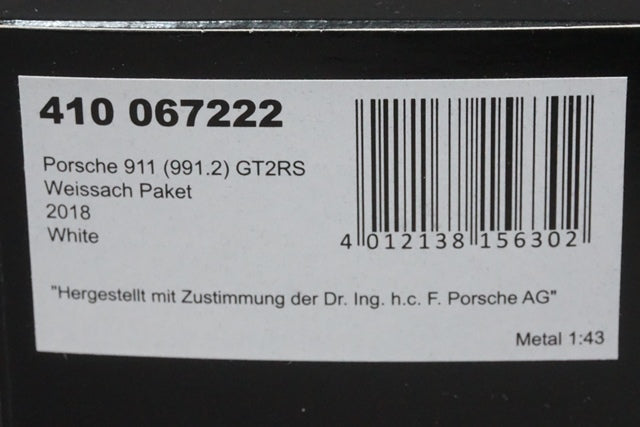 410 067222
Porsche 911 (991.2) GT2RS
Weissach Paket
2018
White
4 012138 156302
"Hergestellt mit Zustimmung der Dr. Ing. h.c. F. Porsche AG"
Metal 1:43